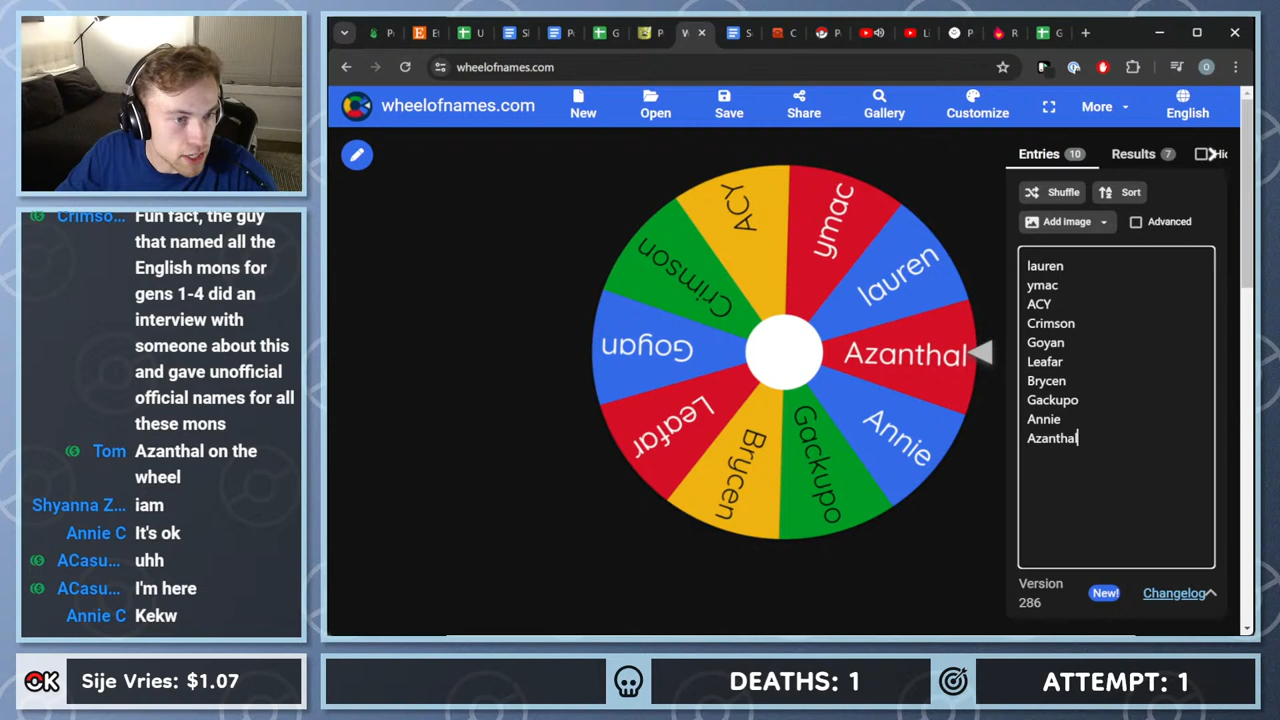 Crimso...
Fun fact, the guy
that named all the
English mons for
gens 1-4 did an
interview with
someone about this
and gave unofficial
official names for all
these mons
Tom
Azanthal on the
wheel
Shyanna Z...
iam
Annie C
It's ok
ACasu...
uhh
ACasu...
I'm here
Annie C
Kekw
wheelofnames.com
wheelofnames.com
New
Open
Save
Share
Gallery
Customize
More
English
ACY
ymac
lauren
Azanthal
Annie
Gackupo
Brycen
Leafar
Goyan
Crimson
Entries 10
Results 7
Shuffle
Sort
Add image
Advanced
lauren
ymac
ACY
Crimson
Goyan
Leafar
Brycen
Gackupo
Annie
Azanthal
Version
286
New!
Changelog
OK
Sije Vries: $1.07
DEATHS: 1
ATTEMPT: 1